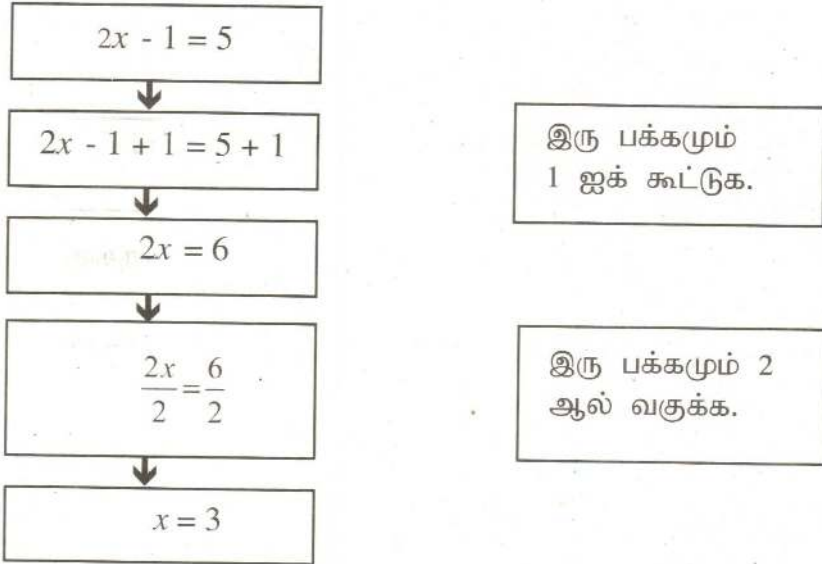 2x - 1 = 5
2x - 1 + 1 = 5 + 1
இரு பக்கமும்
1 ஐக் கூட்டுக.
2x = 6
2x/2 = 6/2
இரு பக்கமும் 2
ஆல் வகுக்க.
x = 3